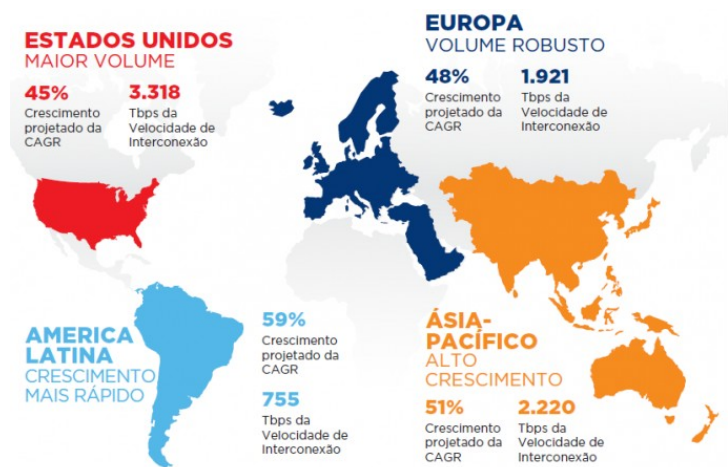 ESTADOS UNIDOS
MAIOR VOLUME
45%
Crescimento
projetado da
CAGR
3.318
Tbps da
Velocidade de
Interconexão
EUROPA
VOLUME ROBUSTO
48%
Crescimento
projetado da
CAGR
1.921
Tbps da
Velocidade de
Interconexão
AMERICA
LATINA
CRESCIMENTO
MAIS RÁPIDO
59%
Crescimento
projetado da
CAGR
755
Tbps da
Velocidade de
Interconexão
ÁSIA-
PACÍFICO
ALTO
CRESCIMENTO
51%
Crescimento
projetado da
CAGR
2.220
Tbps da
Velocidade de
Interconexão